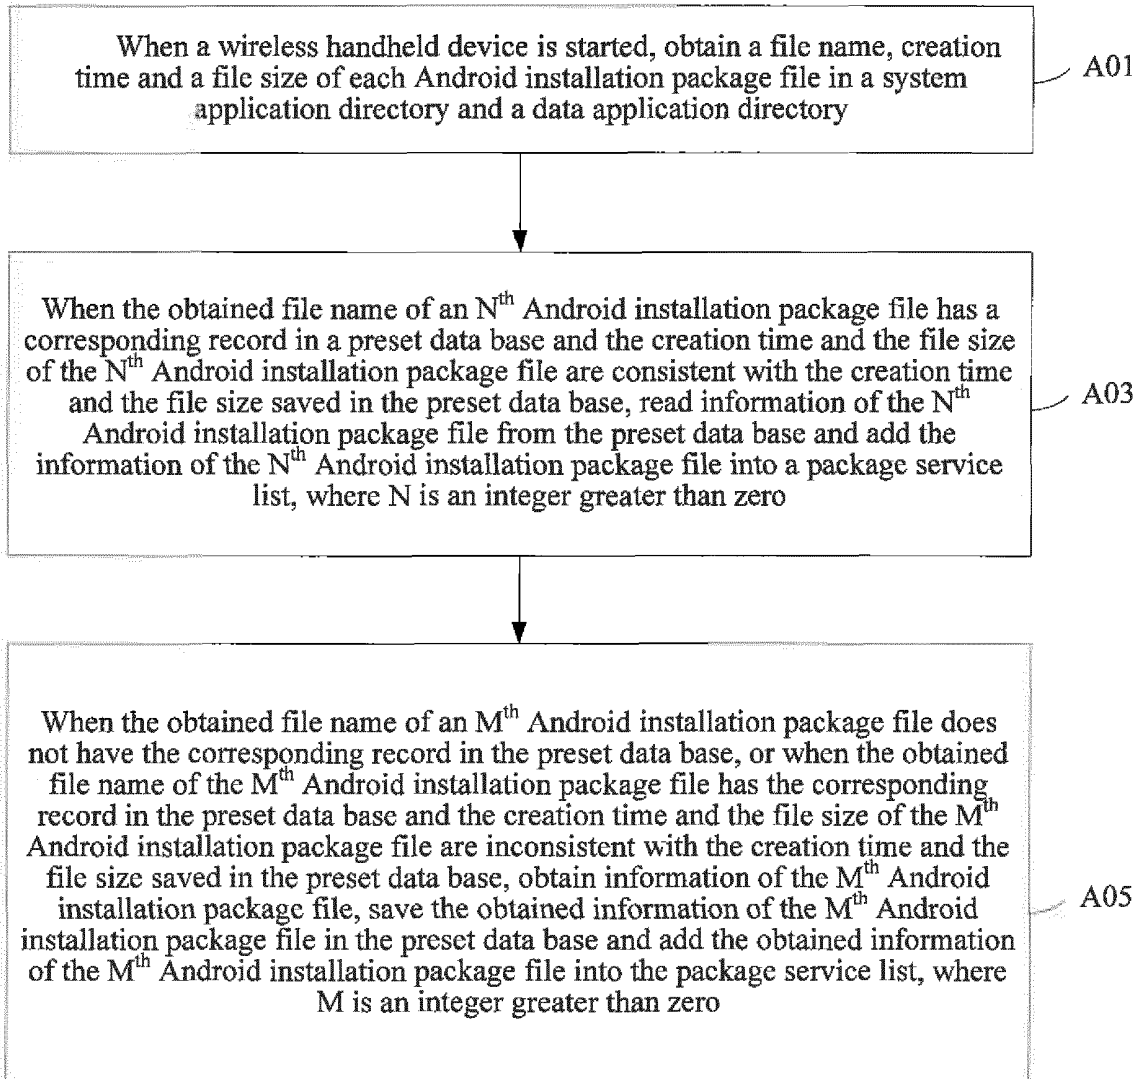 When a wireless handheld device is started, obtain a file name, creation
time and a file size of each Android installation package file in a system
application directory and a data application directory
A01
When the obtained file name of an Nth Android installation package file has a
corresponding record in a preset data base and the creation time and the file size
of the Nth Android installation package file are consistent with the creation time
and the file size saved in the preset data base, read information of the Nth
Android installation package file from the preset data base and add the
information of the Nth Android installation package file into a package service
list, where N is an integer greater than zero
A03
When the obtained file name of an Mth Android installation package file does
not have the corresponding record in the preset data base, or when the obtained
file name of the Mth Android installation package file has the corresponding
record in the preset data base and the creation time and the file size of the Mth
Android installation package file are inconsistent with the creation time and the
file size saved in the preset data base, obtain information of the Mth Android
installation package file, save the obtained information of the Mth Android
installation package file in the preset data base and add the obtained information
of the Mth Android installation package file into the package service list, where
M is an integer greater than zero
A05